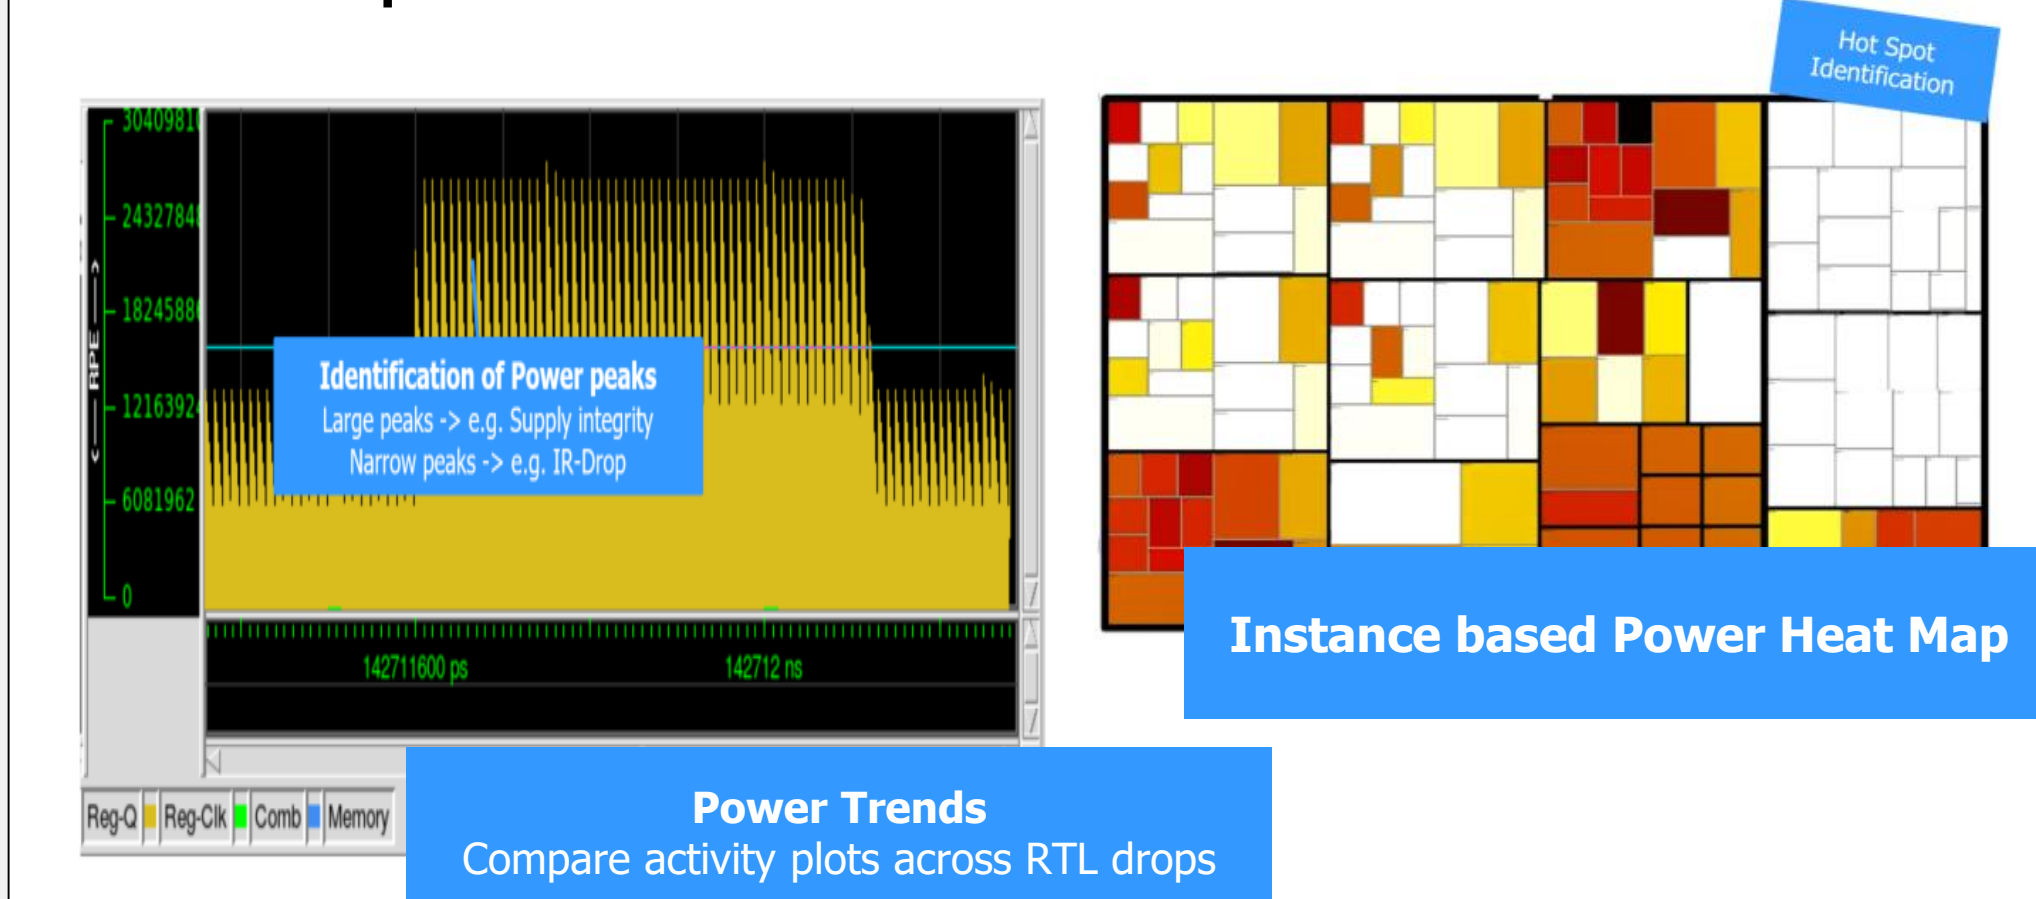 Hot Spot
Identification
30409810
24327848
18245886
12163924
6081962
0
<—— RPE ——>
Identification of Power peaks
Large peaks -> e.g. Supply integrity
Narrow peaks -> e.g. IR-Drop
142711600 ps
142712 ns
Instance based Power Heat Map
Reg-Q
Reg-Clk
Comb
Memory
Power Trends
Compare activity plots across RTL drops